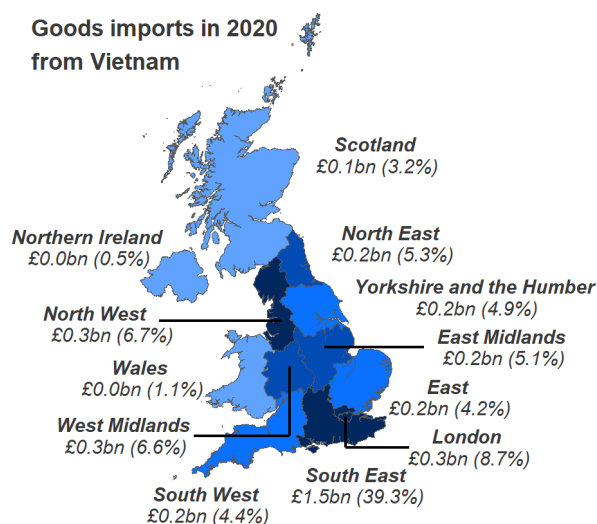 Goods imports in 2020
from Vietnam
Scotland
£0.1bn (3.2%)
Northern Ireland
£0.0bn (0.5%)
North East
£0.2bn (5.3%)
Yorkshire and the Humber
£0.2bn (4.9%)
North West
£0.3bn (6.7%)
East Midlands
£0.2bn (5.1%)
Wales
£0.0bn (1.1%)
East
£0.2bn (4.2%)
West Midlands
£0.3bn (6.6%)
London
£0.3bn (8.7%)
South East
£1.5bn (39.3%)
South West
£0.2bn (4.4%)